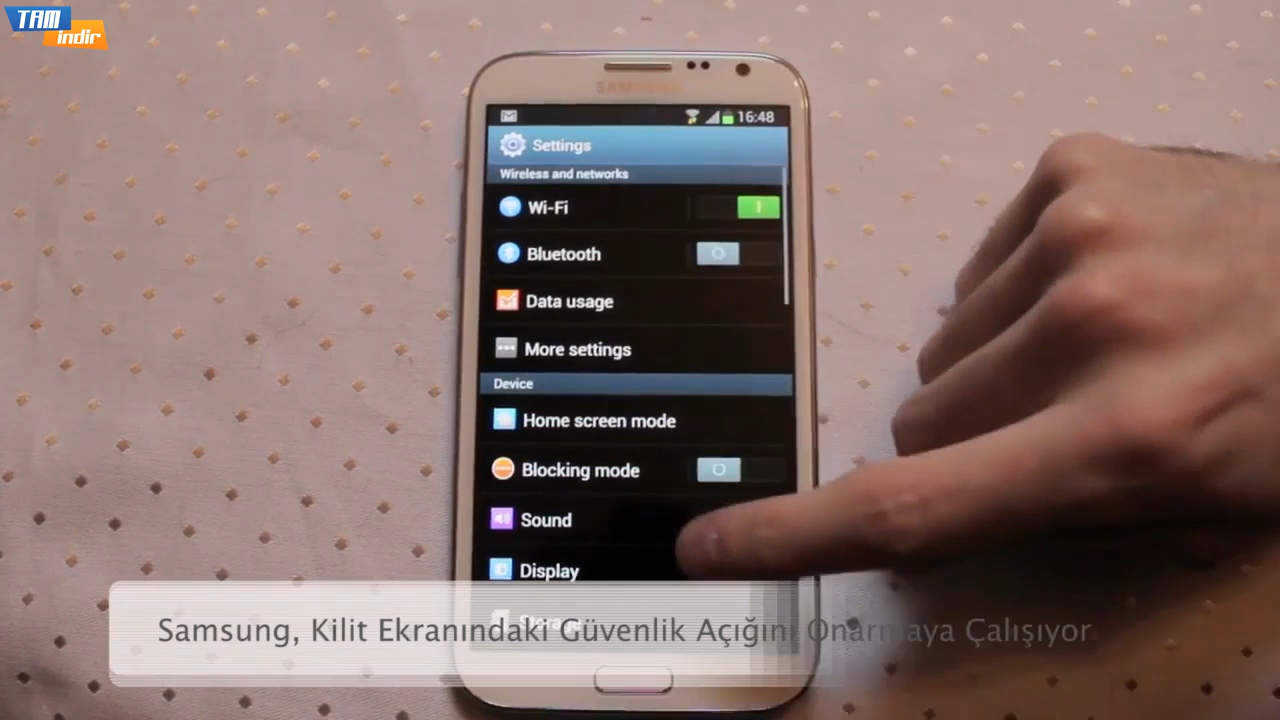 TAM
indir
SAMSUNG
16:48
Settings
Wireless and networks
Wi-Fi
Bluetooth
Data usage
More settings
Device
Home screen mode
Blocking mode
Sound
Display
Storage
Samsung, Kilit Ekranındaki Güvenlik Açığını Onarmaya Çalışıyor